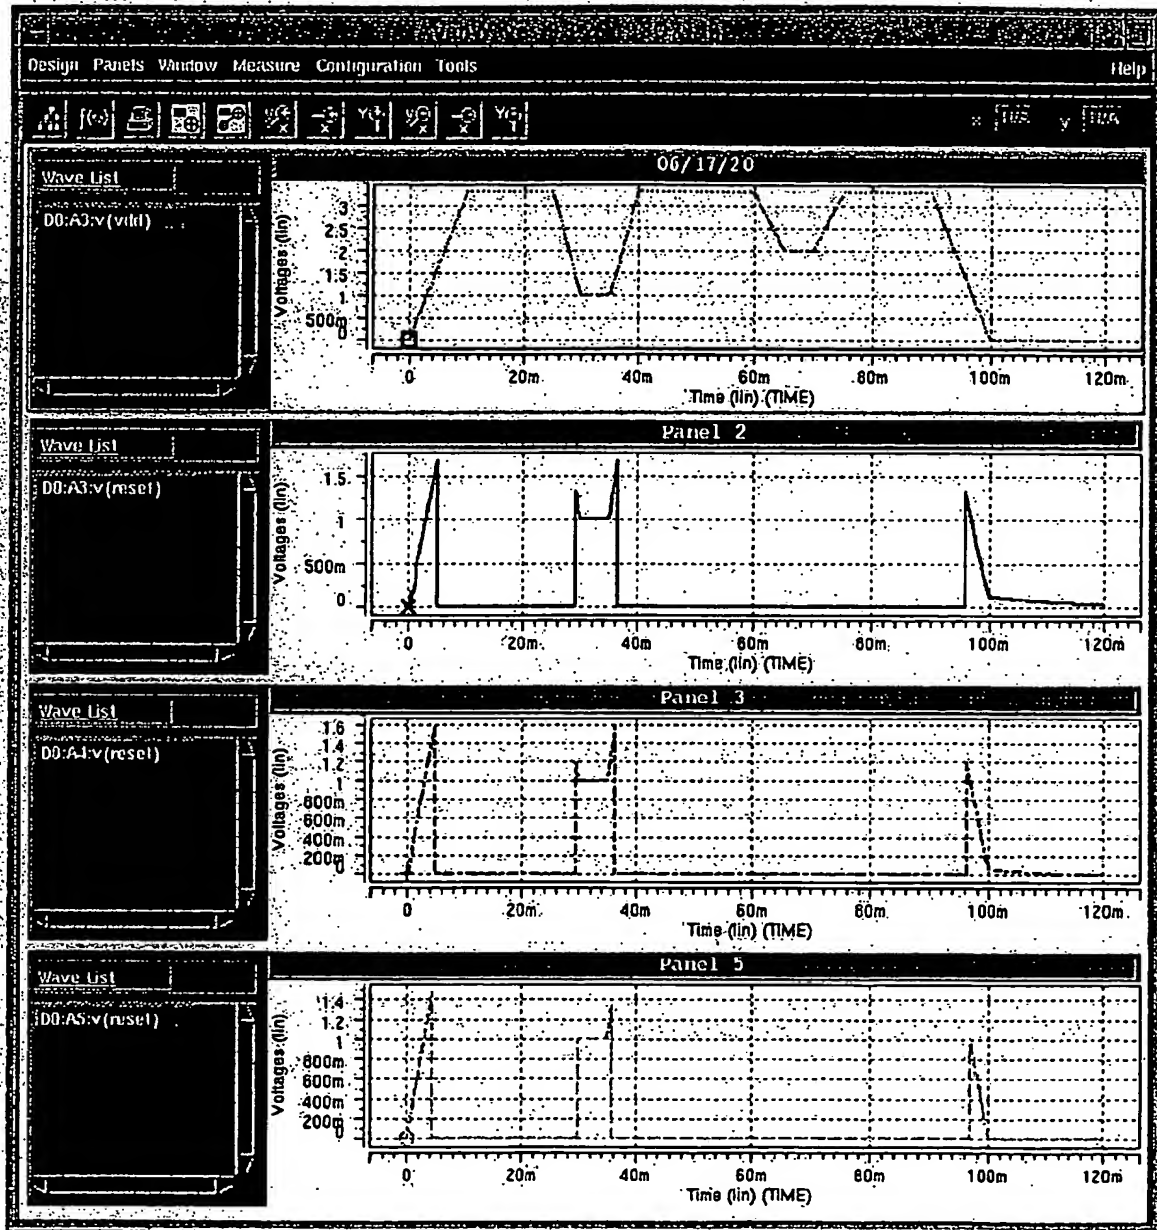 Design Panels Window Measure Configuration Tools Help
06/17/20
Wave List
D0:A3:v(vdd)
Voltages (lin)
3
2.5
2
1.5
1
500m
0
0 20m 40m 60m 80m 100m 120m
Time (lin) (TIME)
Panel 2
Wave List
D0:A3:v(reset)
Voltages (lin)
1.5
1
500m
0
0 20m 40m 60m 80m 100m 120m
Time (lin) (TIME)
Panel 3
Wave List
D0:A4:v(reset)
Voltages (lin)
1.6
1.4
1.2
1
800m
600m
400m
200m
0
0 20m 40m 60m 80m 100m 120m
Time (lin) (TIME)
Panel 5
Wave List
D0:A5:v(reset)
Voltages (lin)
1.4
1.2
1
800m
600m
400m
200m
0
0 20m 40m 60m 80m 100m 120m
Time (lin) (TIME)